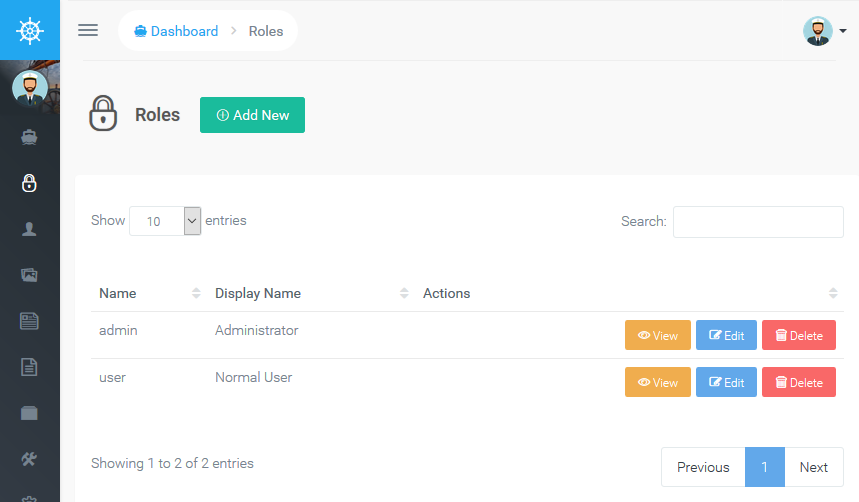 Dashboard > Roles
Roles Add New
Show 10 entries Search:
Name Display Name Actions
admin Administrator View Edit Delete
user Normal User View Edit Delete
Showing 1 to 2 of 2 entries Previous 1 Next